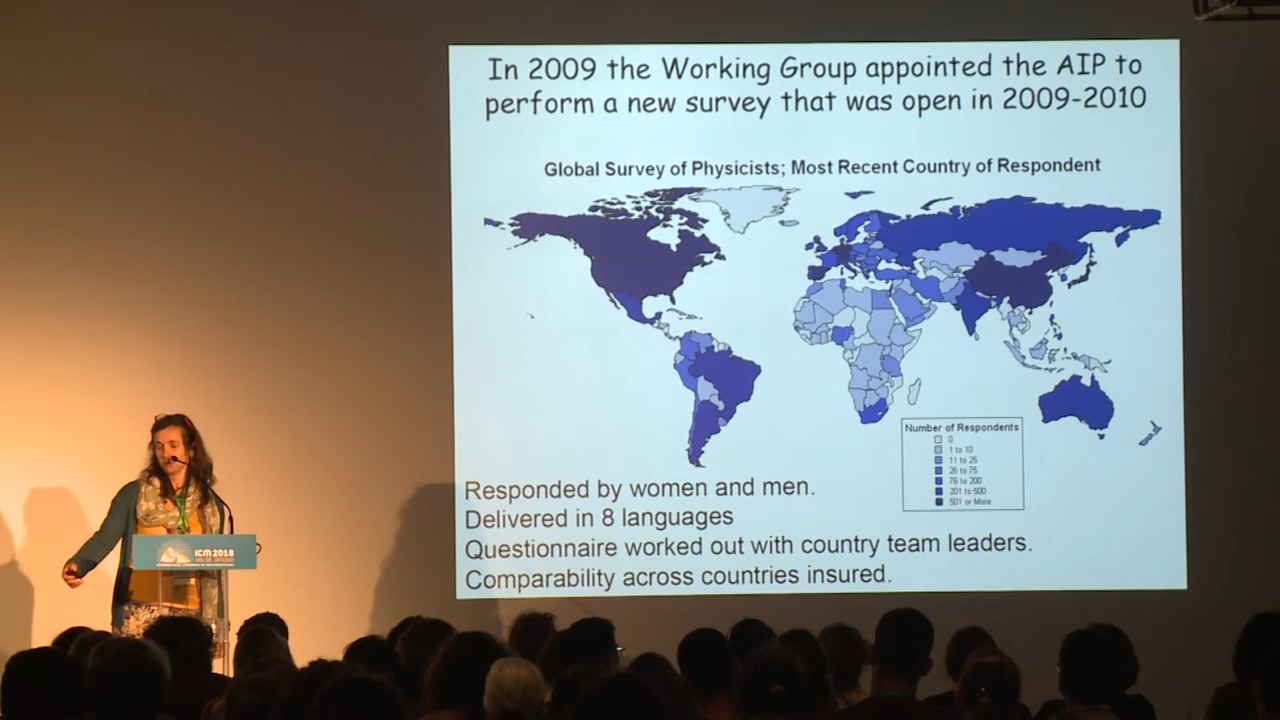 In 2009 the Working Group appointed the AIP to
perform a new survey that was open in 2009-2010
Global Survey of Physicists; Most Recent Country of Respondent
Number of Respondents
0
1 to 10
11 to 25
26 to 75
76 to 200
201 to 500
501 or More
Responded by women and men.
Delivered in 8 languages
Questionnaire worked out with country team leaders.
Comparability across countries insured.
ICM 2018